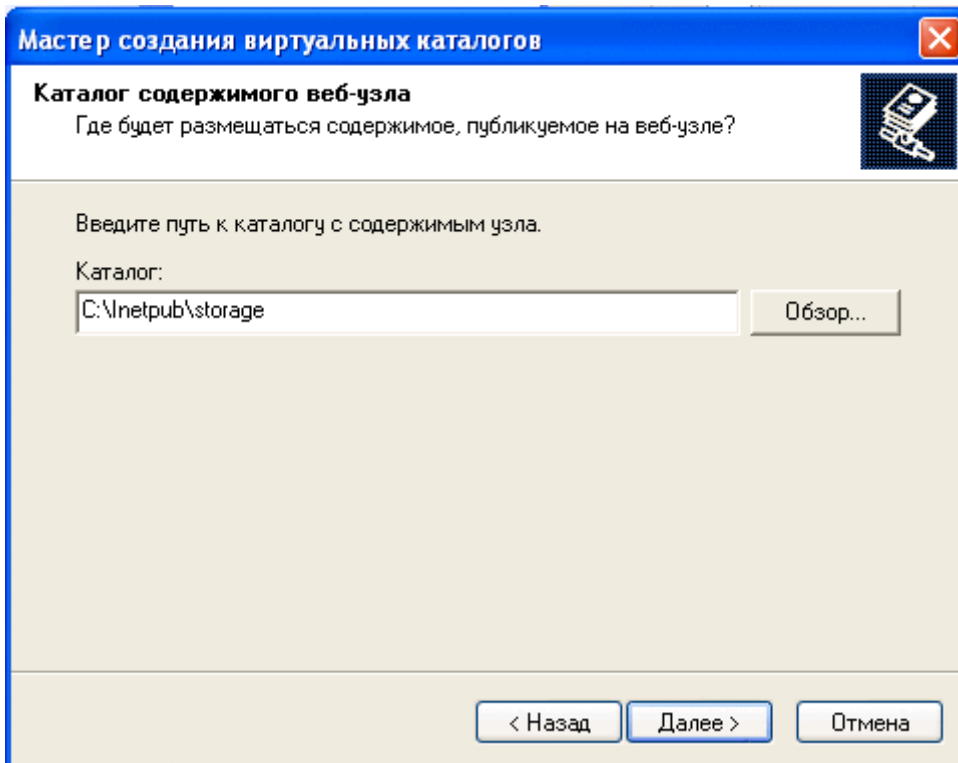 Мастер создания виртуальных каталогов
Каталог содержимого веб-узла
Где будет размещаться содержимое, публикуемое на веб-узле?
Введите путь к каталогу с содержимым узла.
Каталог:
C:\Inetpub\storage
Обзор...
< Назад
Далее >
Отмена